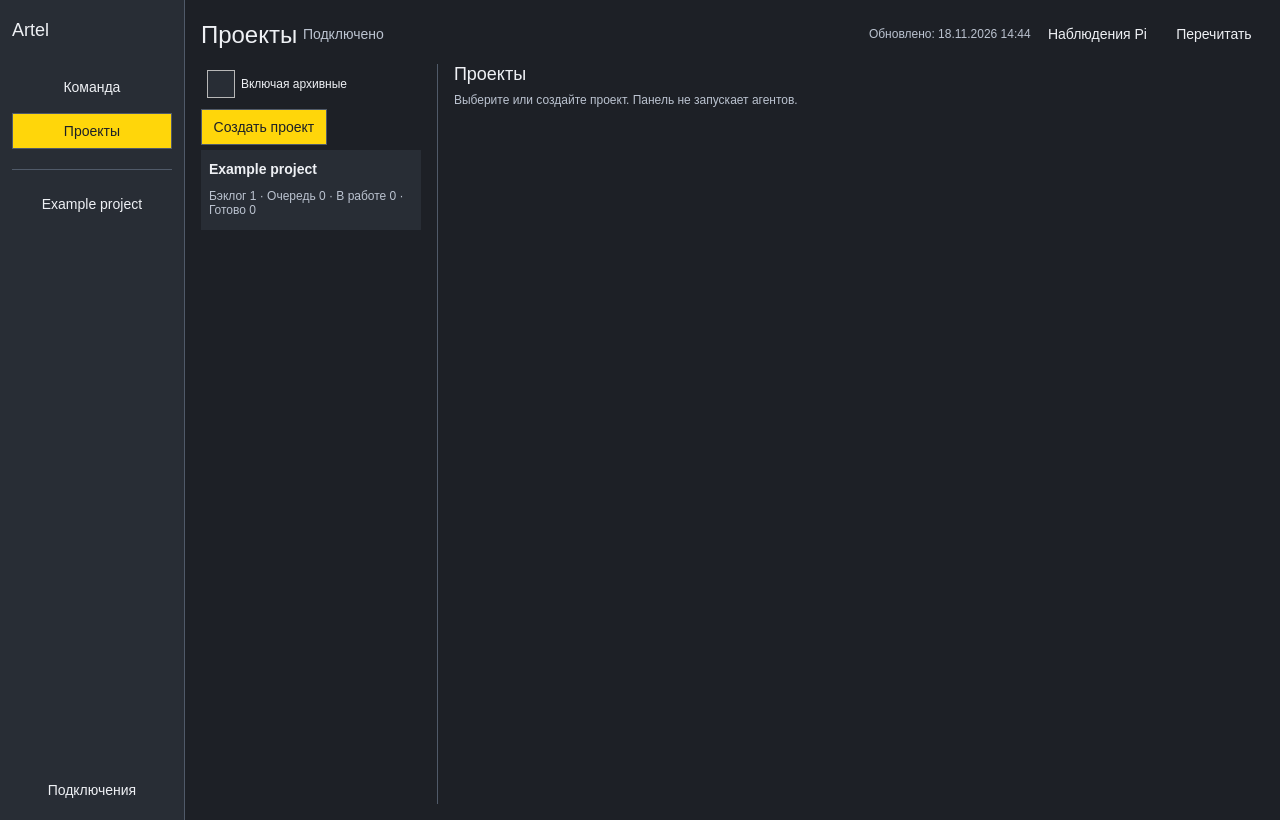 Artel
Команда
Проекты
Example project
Подключения
Проекты Подключено
Обновлено: 18.11.2026 14:44 Наблюдения Pi Перечитать
Включая архивные
Создать проект
Example project
Бэклог 1 · Очередь 0 · В работе 0 ·
Готово 0
Проекты
Выберите или создайте проект. Панель не запускает агентов.